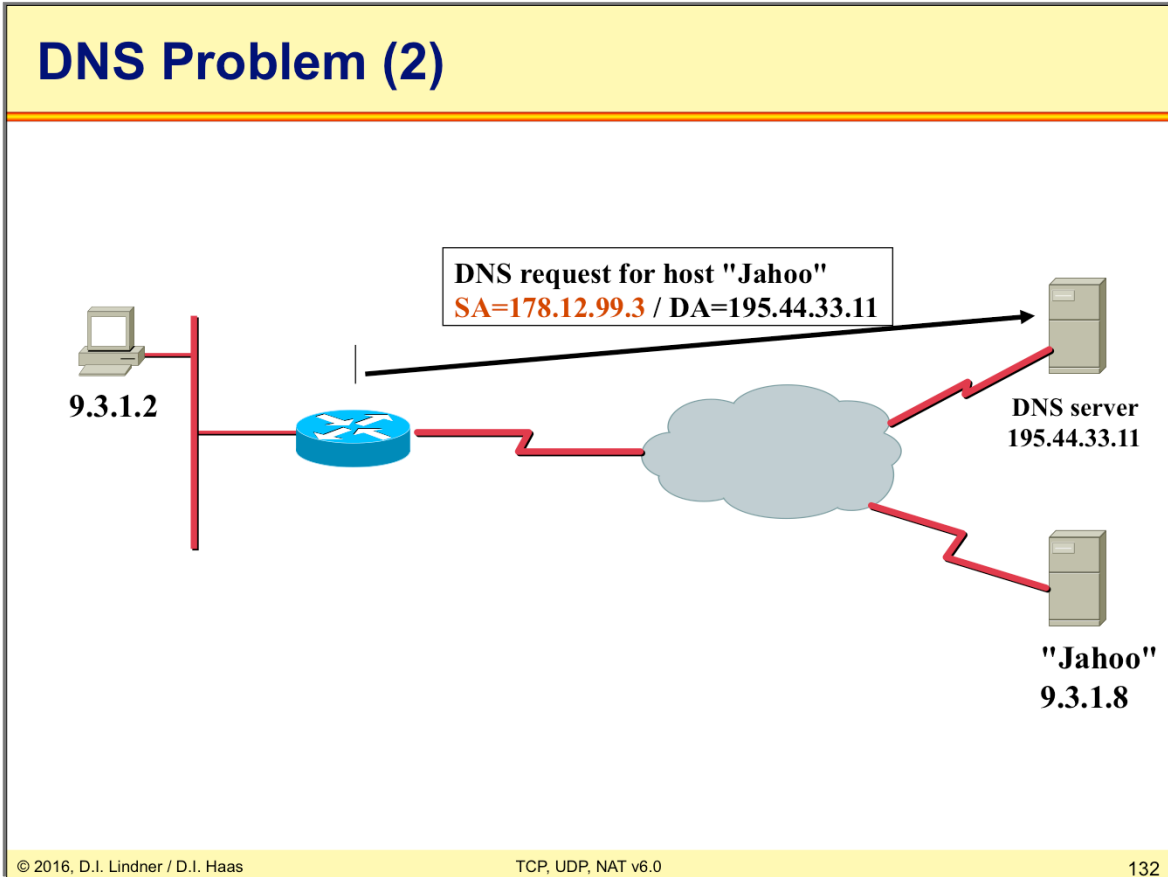 DNS Problem (2)
DNS request for host "Jahoo"
SA=178.12.99.3 / DA=195.44.33.11
9.3.1.2
DNS server
195.44.33.11
"Jahoo"
9.3.1.8
© 2016, D.I. Lindner / D.I. Haas
TCP, UDP, NAT v6.0
132